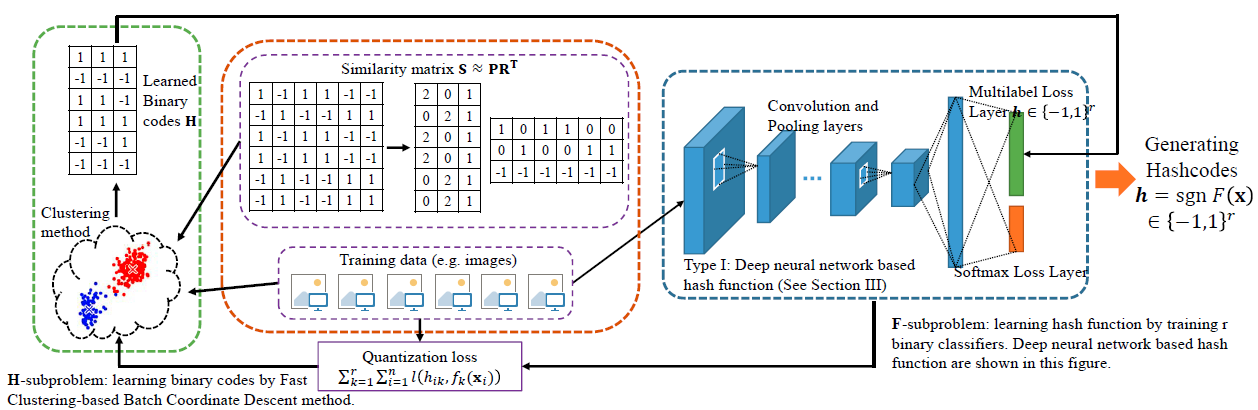 1 1 1
-1 -1 -1
1 1 -1
1 1 1
-1 -1 1
-1 -1 -1
Learned
Binary
codes H
Clustering
method
H-subproblem: learning binary codes by Fast
Clustering-based Batch Coordinate Descent method.
Similarity matrix S ≈ PRᵀ
1 -1 1 1 -1 -1
-1 1 -1 -1 1 1
1 -1 1 1 -1 -1
1 -1 1 1 -1 -1
-1 1 -1 -1 1 1
-1 1 -1 -1 1 1
2 0 1
0 2 1
2 0 1
2 0 1
0 2 1
0 2 1
1 0 1 1 0 0
0 1 0 0 1 1
-1 -1 -1 -1 -1 -1
Training data (e.g. images)
Quantization loss
∑ʳₖ₌₁ ∑ⁿᵢ₌₁ l(hᵢₖ, fₖ(xᵢ))
Convolution and
Pooling layers
...
Multilabel Loss
Layer h ∈ {−1,1}ʳ
Softmax Loss Layer
Type I: Deep neural network based
hash function (See Section III)
Generating
Hashcodes
h = sgn F(x)
∈ {−1,1}ʳ
F-subproblem: learning hash function by training r
binary classifiers. Deep neural network based hash
function are shown in this figure.